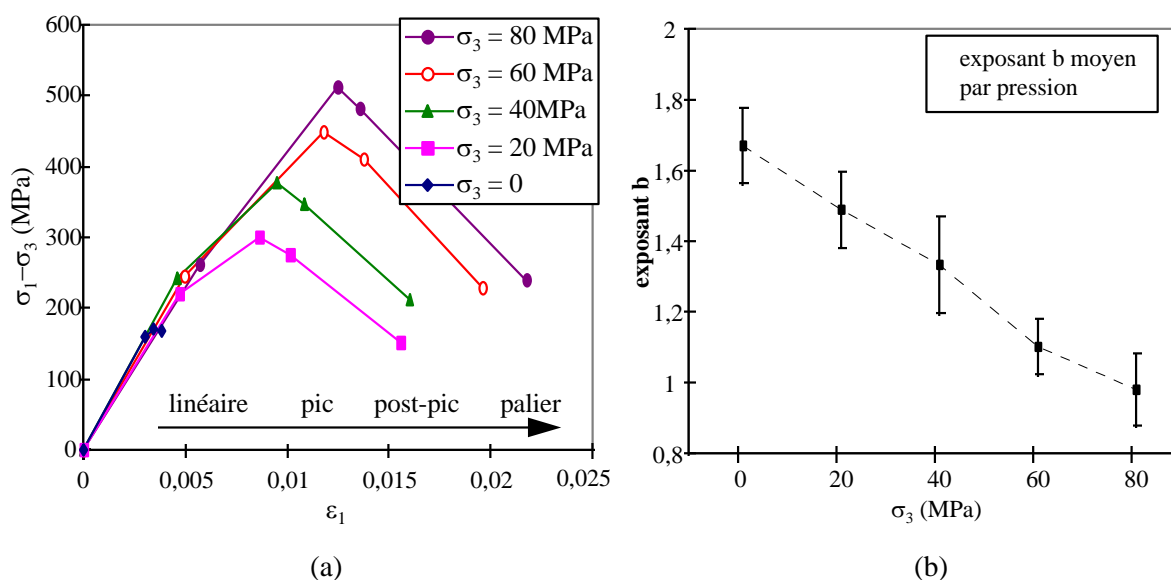 600
500
400
300
200
100
0
σ1−σ3 (MPa)
σ3 = 80 MPa
σ3 = 60 MPa
σ3 = 40MPa
σ3 = 20 MPa
σ3 = 0
linéaire pic post-pic palier
0 0,005 0,01 0,015 0,02 0,025
ε1
(a)
2
1,8
1,6
1,4
1,2
1
0,8
exposant b
exposant b moyen
par pression
0 20 40 60 80
σ3 (MPa)
(b)